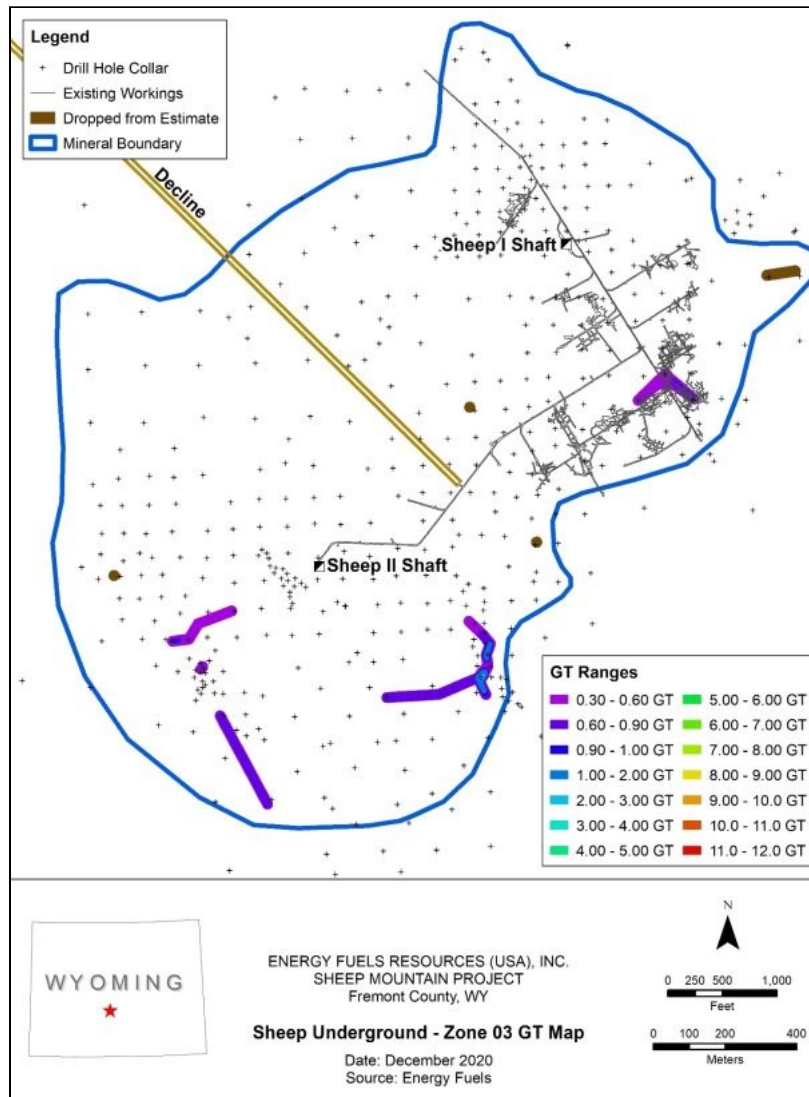 Legend
Drill Hole Collar
Existing Workings
Dropped from Estimate
Mineral Boundary
Decline
Sheep I Shaft
Sheep II Shaft
GT Ranges
0.30 - 0.60 GT
0.60 - 0.90 GT
0.90 - 1.00 GT
1.00 - 2.00 GT
2.00 - 3.00 GT
3.00 - 4.00 GT
4.00 - 5.00 GT
5.00 - 6.00 GT
6.00 - 7.00 GT
7.00 - 8.00 GT
8.00 - 9.00 GT
9.00 - 10.0 GT
10.0 - 11.0 GT
11.0 - 12.0 GT
WYOMING
ENERGY FUELS RESOURCES (USA), INC.
SHEEP MOUNTAIN PROJECT
Fremont County, WY
Sheep Underground - Zone 03 GT Map
Date: December 2020
Source: Energy Fuels
N
0 250 500 1,000
Feet
0 100 200 400
Meters